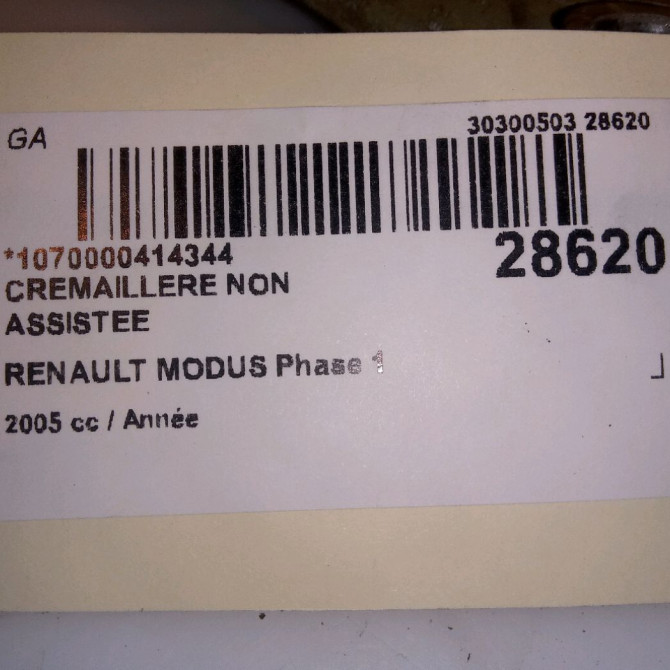 GA
30300503 28620
*1070000414344
28620
CREMAILLERE NON
ASSISTEE
RENAULT MODUS Phase 1
2005 cc / Année